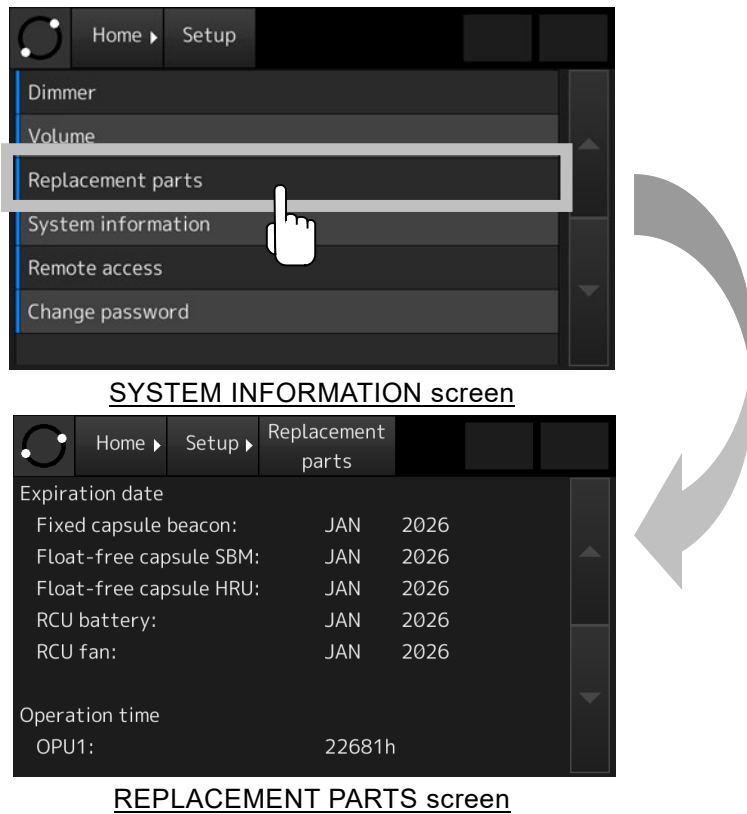 Home Setup
Dimmer
Volume
Replacement parts
System information
Remote access
Change password
SYSTEM INFORMATION screen
Home Setup Replacement
parts
Expiration date
Fixed capsule beacon: JAN 2026
Float-free capsule SBM: JAN 2026
Float-free capsule HRU: JAN 2026
RCU battery: JAN 2026
RCU fan: JAN 2026
Operation time
OPU1: 22681h
REPLACEMENT PARTS screen